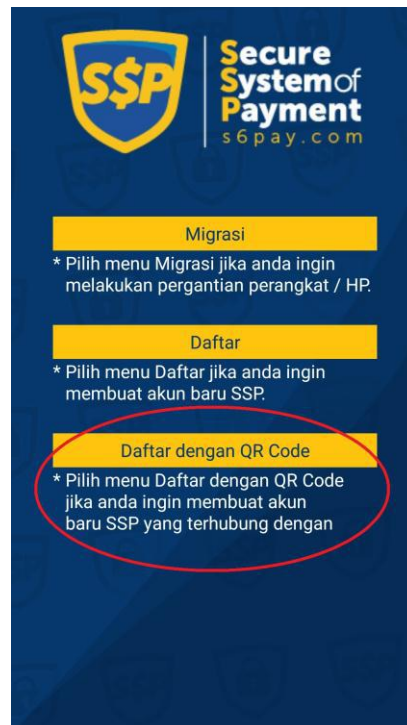 S$P
Secure
System of
Payment
s6pay.com
Migrasi
* Pilih menu Migrasi jika anda ingin
melakukan pergantian perangkat / HP.
Daftar
* Pilih menu Daftar jika anda ingin
membuat akun baru SSP.
Daftar dengan QR Code
* Pilih menu Daftar dengan QR Code
jika anda ingin membuat akun
baru SSP yang terhubung dengan